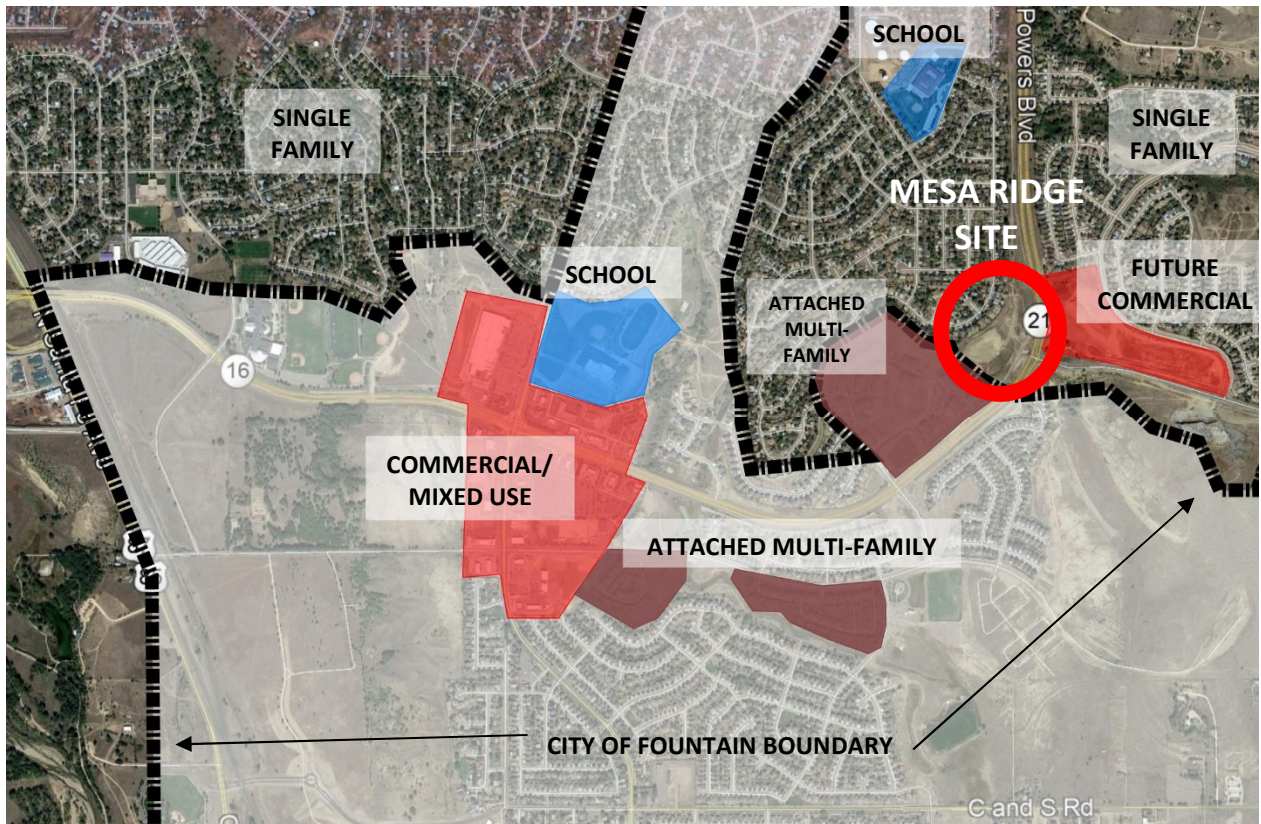 SCHOOL
Powers Blvd
SINGLE
FAMILY
SINGLE
FAMILY
MESA RIDGE
SITE
SCHOOL
FUTURE
COMMERCIAL
ATTACHED
MULTI-
FAMILY
21
16
COMMERCIAL/
MIXED USE
ATTACHED MULTI-FAMILY
CITY OF FOUNTAIN BOUNDARY
C and S Rd